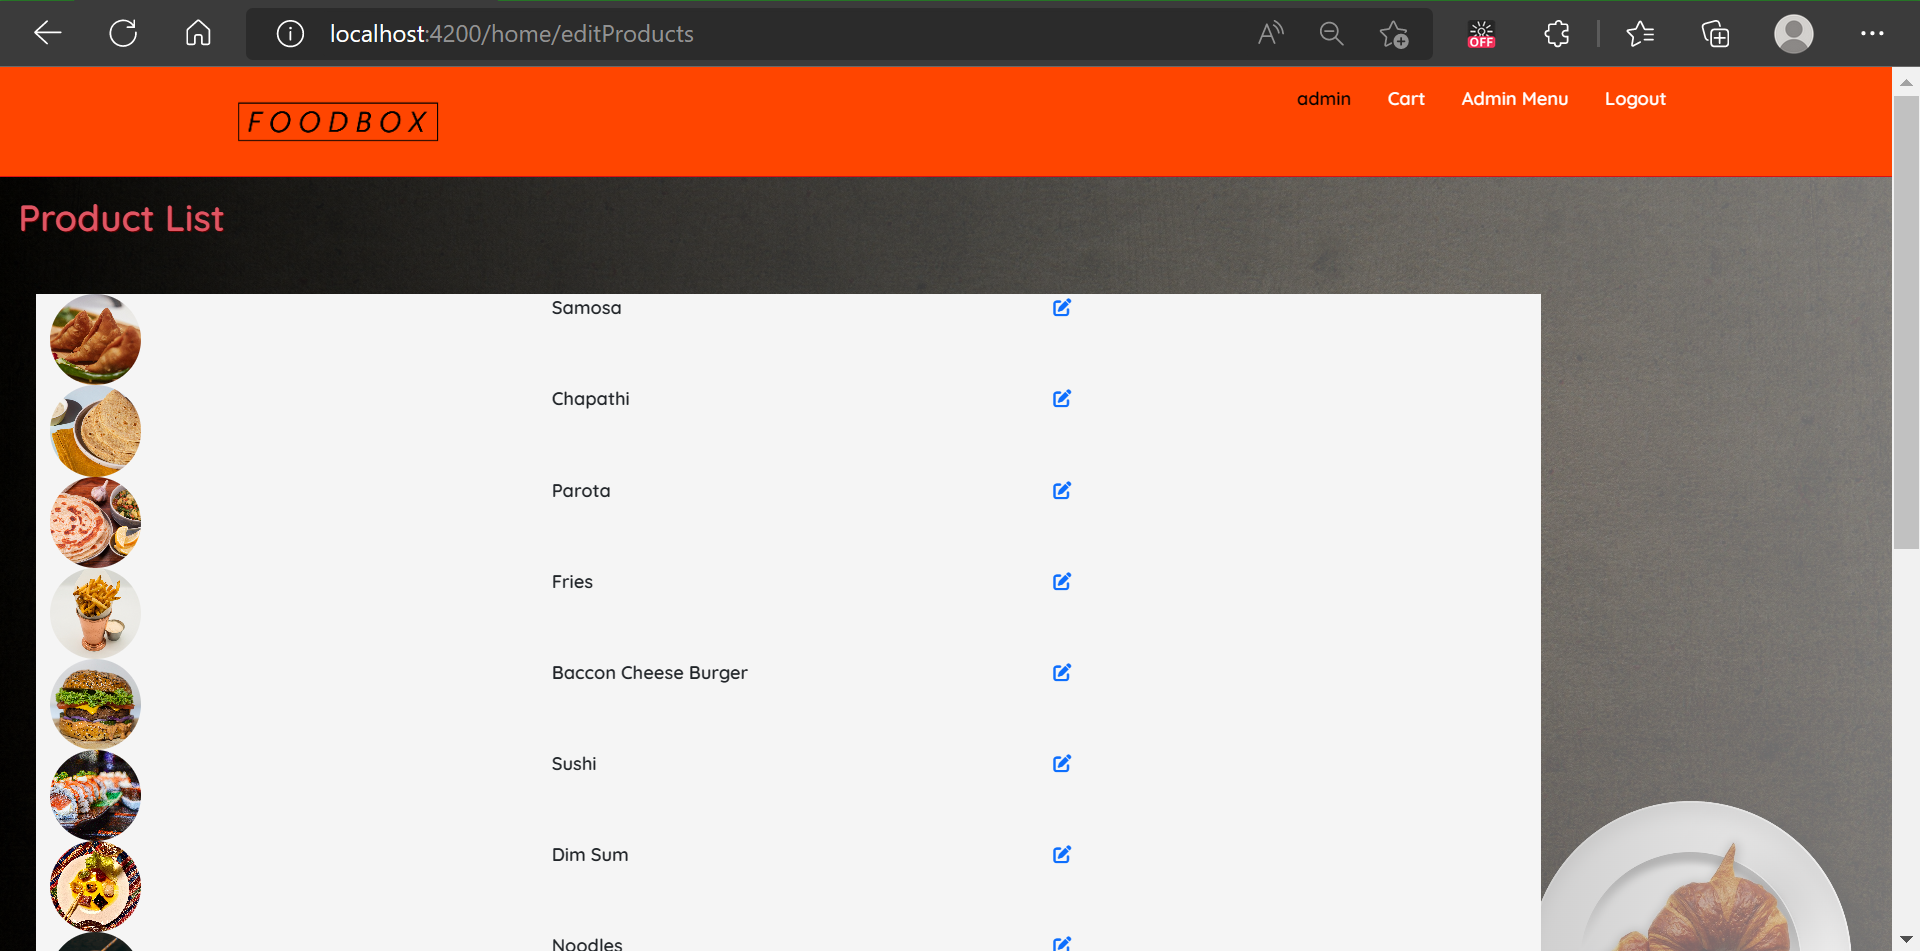 localhost:4200/home/editProducts
OFF
FOODBOX
admin Cart Admin Menu Logout
Product List
Samosa
Chapathi
Parota
Fries
Baccon Cheese Burger
Sushi
Dim Sum
Noodles